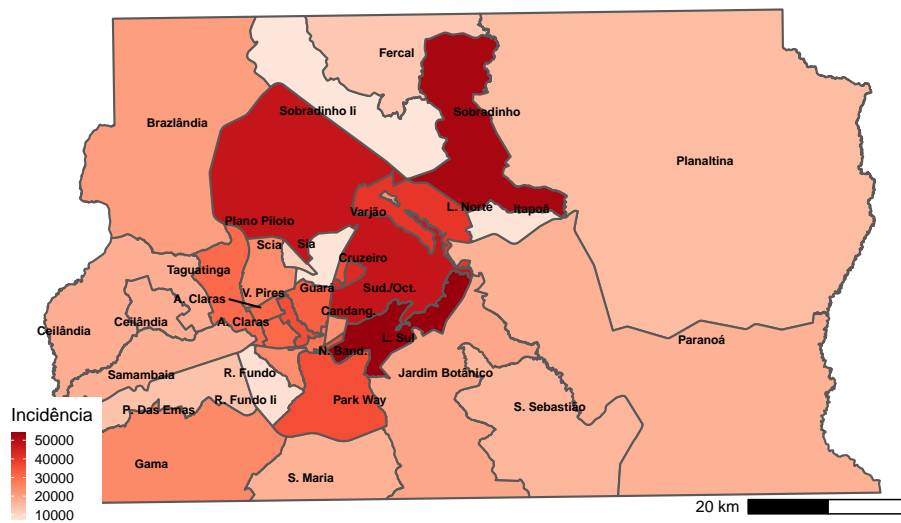 Fercal
Sobradinho Ii
Sobradinho
Brazlândia
Planaltina
L. Norte
Itapoã
Varjão
Plano Piloto
Scia
Sia
Cruzeiro
Taguatinga
V. Pires
Guará
Sud./Oct.
A. Claras
Candang.
Ceilândia
Ceilândia
A. Claras
L. Sul
Paranoá
N. Band.
Samambaia
R. Fundo
Jardim Botânico
R. Fundo Ii
Park Way
S. Sebastião
P. Das Emas
Gama
S. Maria
Incidência
50000
40000
30000
20000
10000
20 km